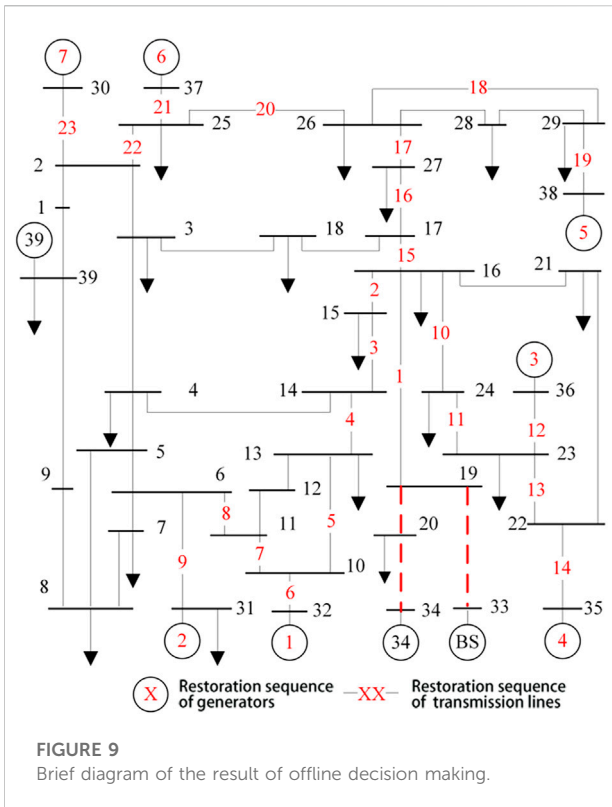 7 6
30 37
18
23 21 20
22 25 26 28 29
17
2 27 19
16 38
1
3 18 17 5
39 15
39 16 21
2
15 10
3 3
1
4 14 24 36
4 11 12
5 13 23
9 6 12 19 13
8 5
7 11 20 22
7
9 10 14
8 6
31 32 34 33 35
2 1 34 BS 4
X Restoration sequence XX Restoration sequence
of generators of transmission lines
FIGURE 9
Brief diagram of the result of offline decision making.